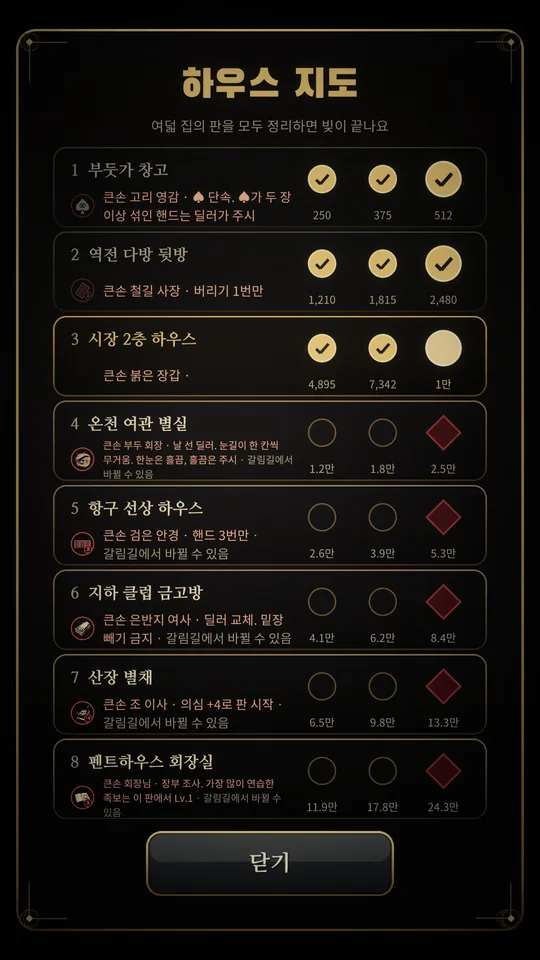 하우스 지도
여덟 집의 판을 모두 정리하면 빚이 끝나요
1 부둣가 창고
큰손 고리 영감 · ♠ 단속. ♠가 두 장
이상 섞인 핸드는 딜러가 주시
250 375 512
2 역전 다방 뒷방
큰손 철길 사장 · 버리기 1번만
1,210 1,815 2,480
3 시장 2층 하우스
큰손 붉은 장갑 ·
4,895 7,342 1만
4 온천 여관 별실
큰손 부두 회장 · 날 선 딜러. 눈길이 한 칸씩
무거움. 한눈은 흘끔, 흘끔은 주시 · 갈림길에서
바뀔 수 있음
1.2만 1.8만 2.5만
5 항구 선상 하우스
큰손 검은 안경 · 핸드 3번만 ·
갈림길에서 바뀔 수 있음
2.6만 3.9만 5.3만
6 지하 클럽 금고방
큰손 은반지 여사 · 딜러 교체. 밑장
빼기 금지 · 갈림길에서 바뀔 수 있음
4.1만 6.2만 8.4만
7 산장 별채
큰손 조 이사 · 의심 +4로 판 시작 ·
갈림길에서 바뀔 수 있음
6.5만 9.8만 13.3만
8 펜트하우스 회장실
큰손 회장님 · 장부 조사. 가장 많이 연습한
족보는 이 판에서 Lv.1 · 갈림길에서 바뀔 수
있음
11.9만 17.8만 24.3만
닫기